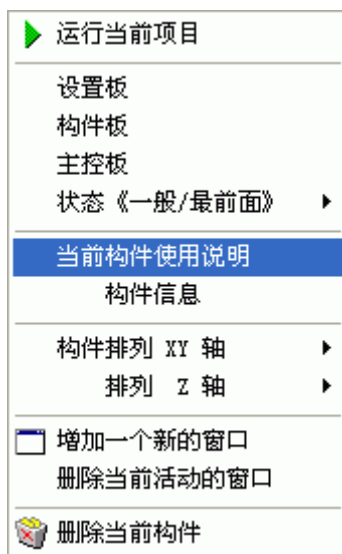 运行当前项目
设置板
构件板
主控板
状态《一般/最前面》
当前构件使用说明
构件信息
构件排列 XY 轴
排列 Z 轴
增加一个新的窗口
删除当前活动的窗口
删除当前构件